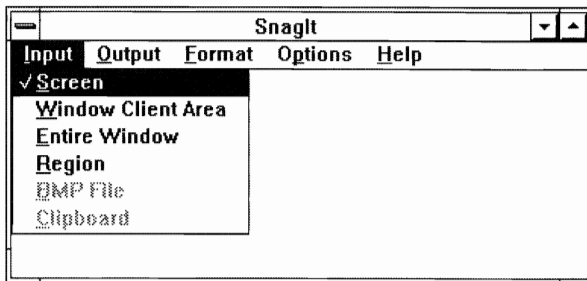 SnagIt
Input Output Format Options Help
√ Screen
Window Client Area
Entire Window
Region
BMP File
Clipboard